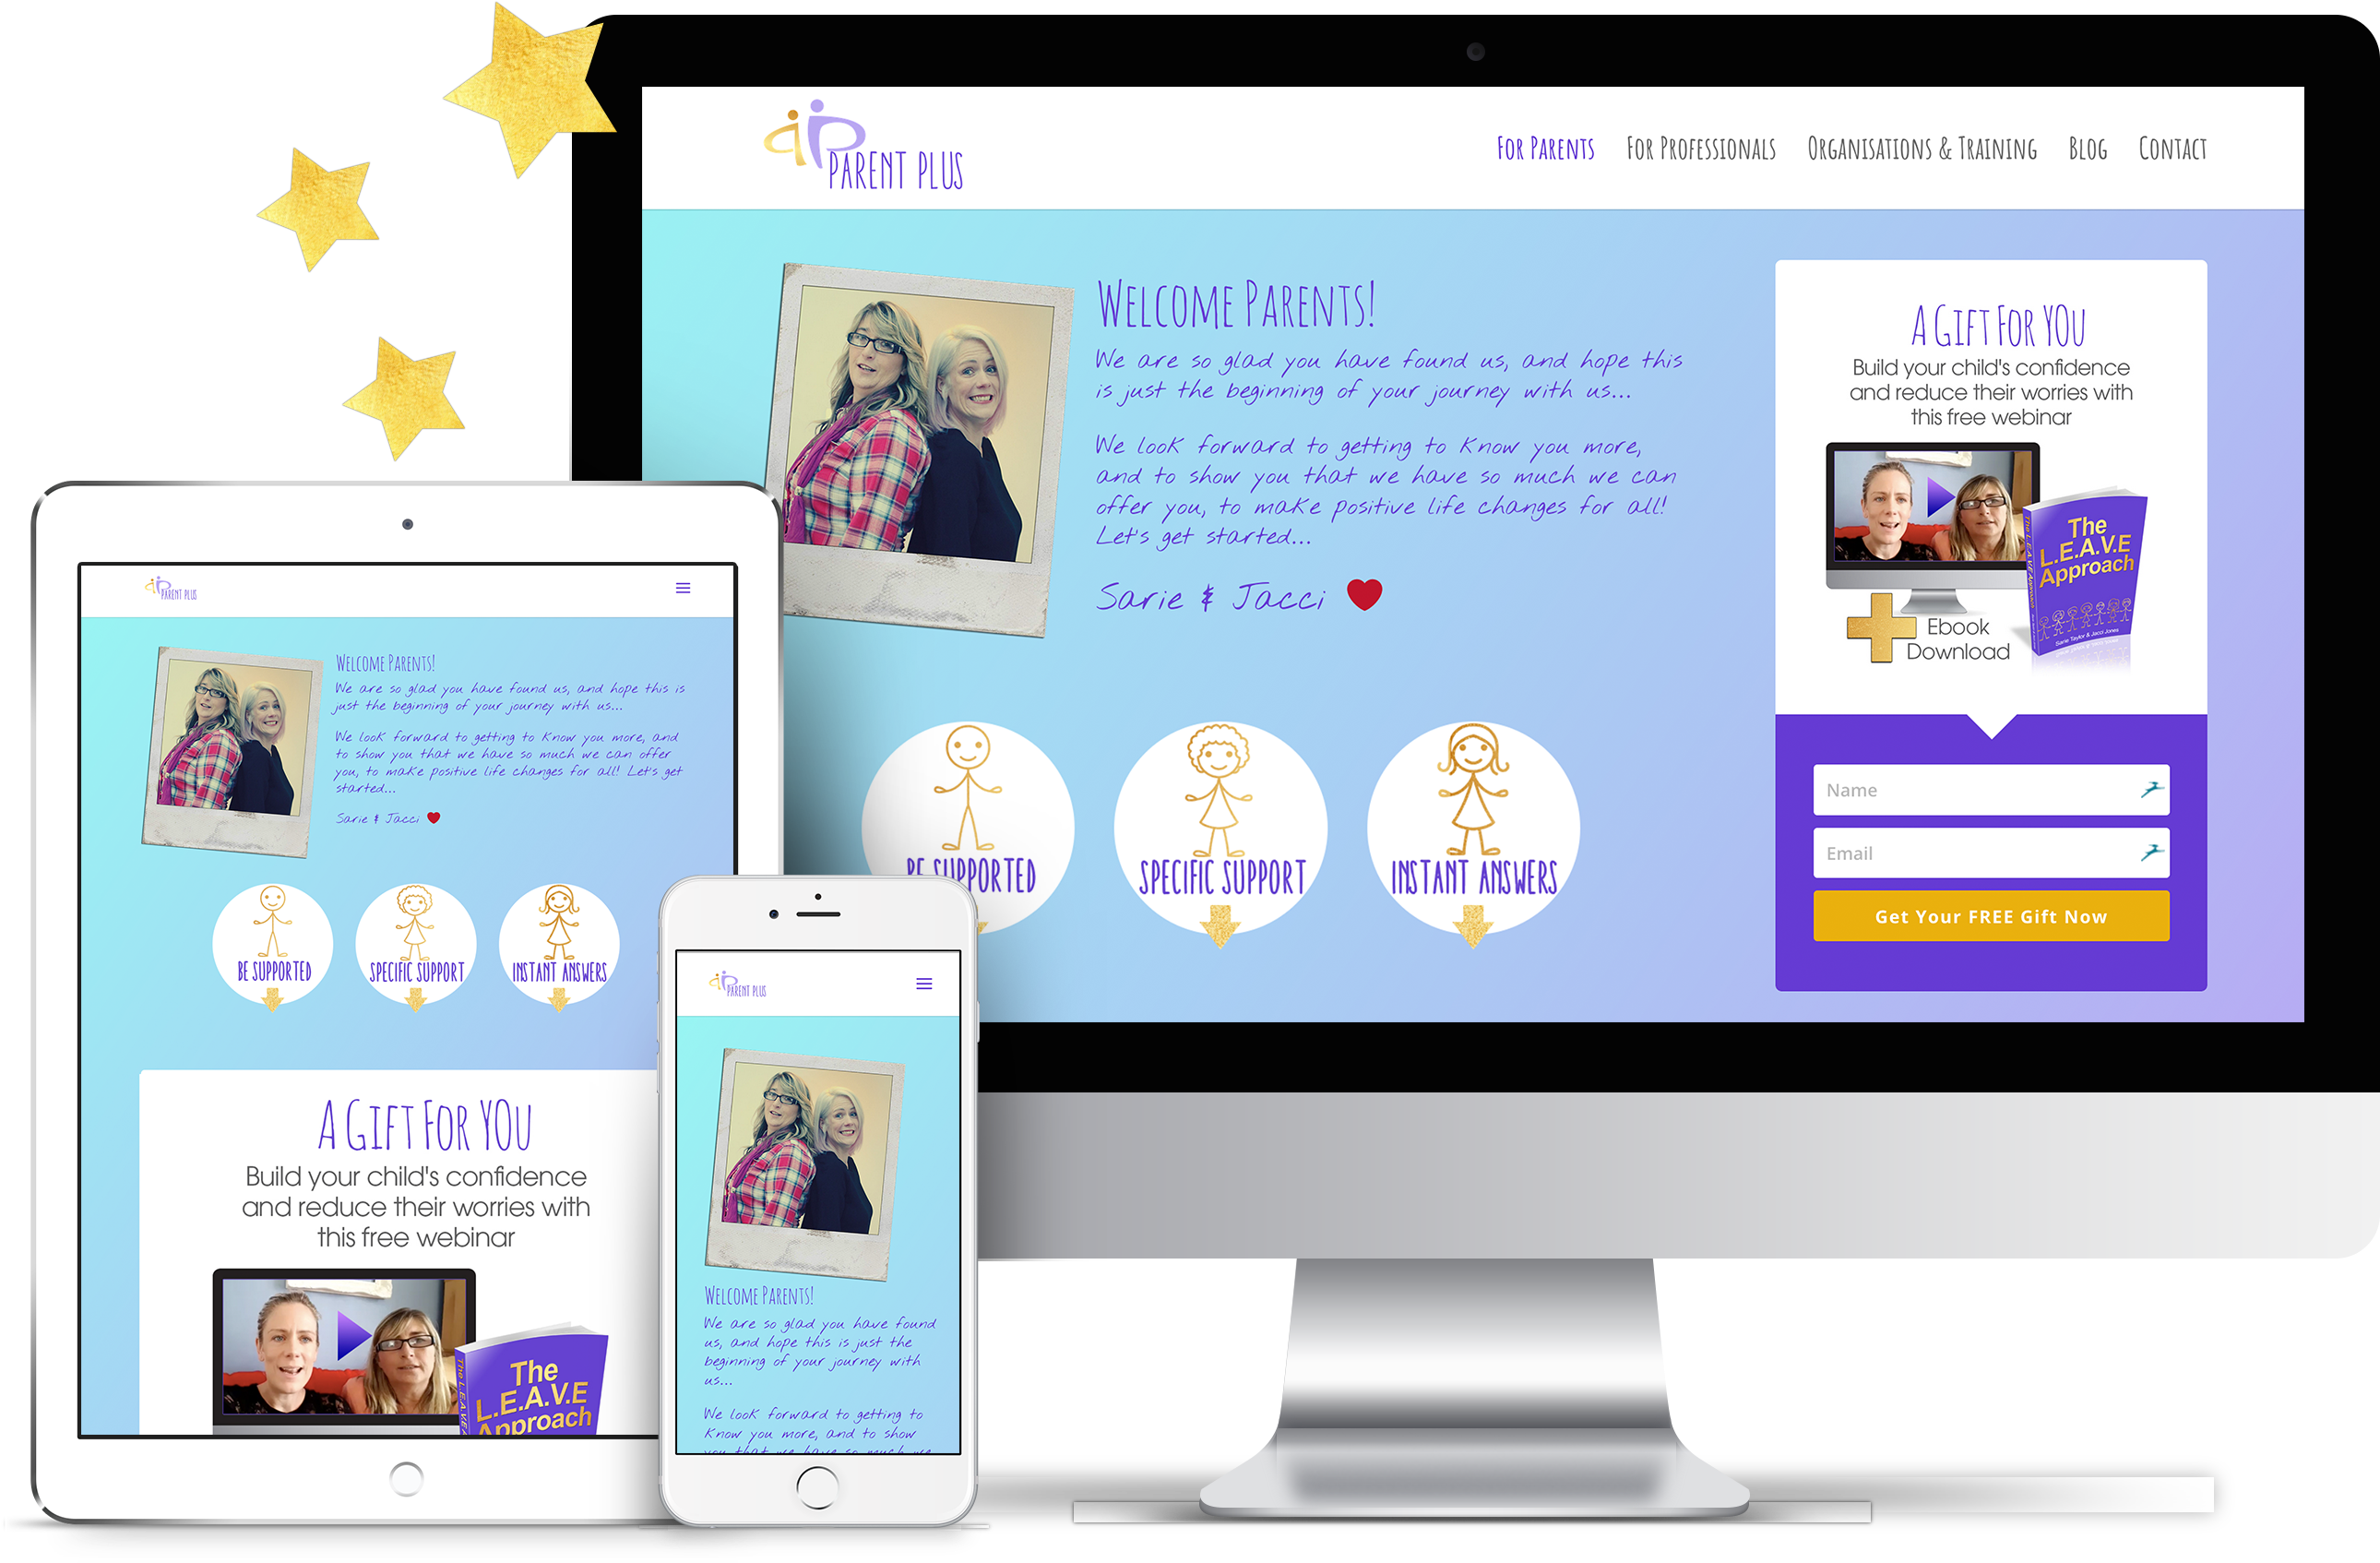 PARENT PLUS
For Parents
For Professionals
Organisations & Training
Blog
Contact
Welcome Parents!
We are so glad you have found us, and hope this
is just the beginning of your journey with us...
We look forward to getting to know you more,
and to show you that we have so much we can
offer you, to make positive life changes for all!
Let's get started...
Sarie & Jacci
BE SUPPORTED
SPECIFIC SUPPORT
INSTANT ANSWERS
A Gift For YOu
Build your child's confidence
and reduce their worries with
this free webinar
The
L.E.A.V.E
Approach
The L.E.A.V.E Approach
Sarie Taylor & Jacci Jones
Ebook
Download
Name
Email
Get Your FREE Gift Now
PARENT PLUS
Welcome Parents!
We are so glad you have found us, and hope this is
just the beginning of your journey with us...
We look forward to getting to know you more, and
to show you that we have so much we can offer
you, to make positive life changes for all! Let's get
started...
Sarie & Jacci
BE SUPPORTED
SPECIFIC SUPPORT
INSTANT ANSWERS
A Gift For YOu
Build your child's confidence
and reduce their worries with
this free webinar
The
L.E.A.V.E
Approach
The L.E.A.V.E
PARENT PLUS
Welcome Parents!
We are so glad you have found
us, and hope this is just the
beginning of your journey with
us...
We look forward to getting to
know you more, and to show
you that we have so much we